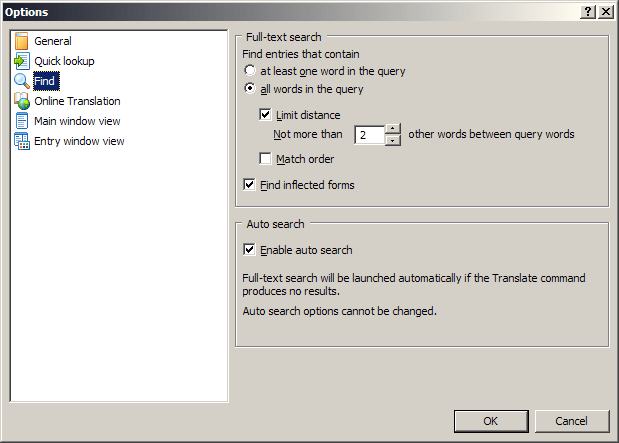 Options
General
Quick lookup
Find
Online Translation
Main window view
Entry window view
Full-text search
Find entries that contain
at least one word in the query
all words in the query
Limit distance
Not more than 2 other words between query words
Match order
Find inflected forms
Auto search
Enable auto search
Full-text search will be launched automatically if the Translate command
produces no results.
Auto search options cannot be changed.
OK Cancel